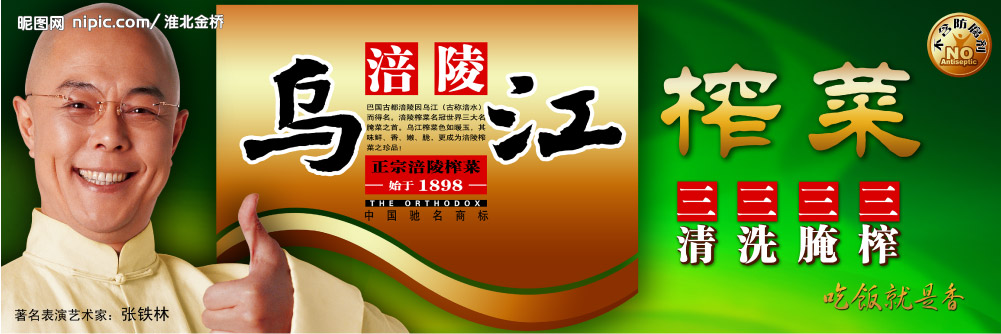 昵图网 nipic.com/淮北金桥
著名表演艺术家：张铁林
涪陵
乌江
巴国古都涪陵因乌江（古称涪水）
而得名。涪陵榨菜名冠世界三大名
腌菜之首。乌江榨菜色如暖玉，其
味鲜、香、嫩、脆，更成为涪陵榨
菜之珍品！
正宗涪陵榨菜
始于1898
THE ORTHODOX
中国驰名商标
不含防腐剂
NO
Antiseptic
榨菜
三三三三
清洗腌榨
吃饭就是香